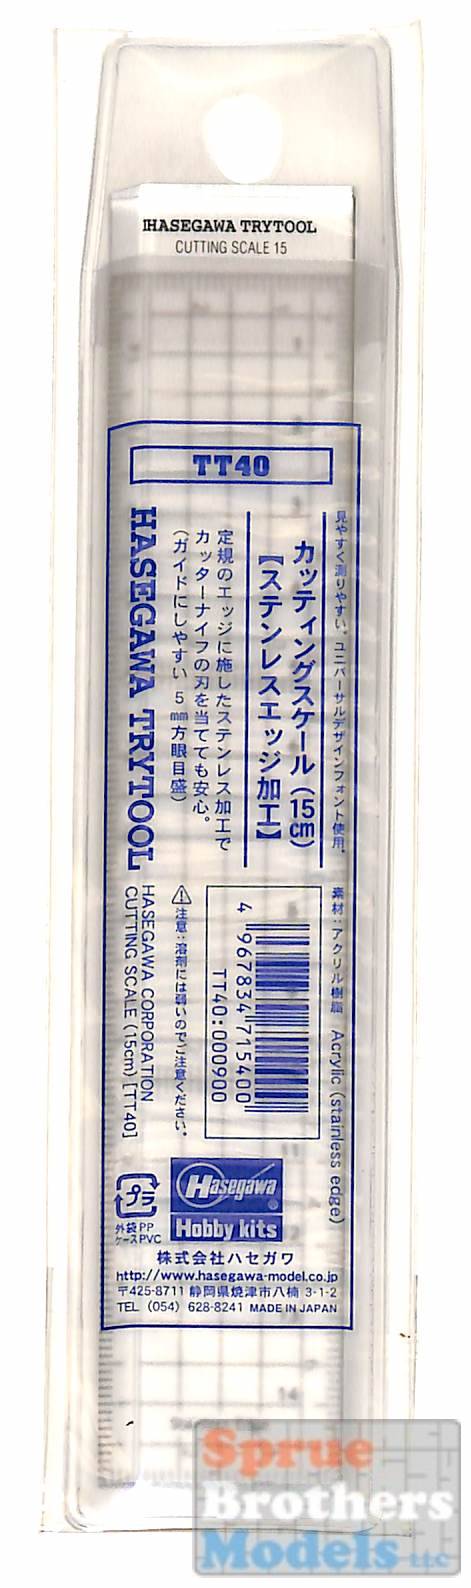 HASEGAWA TRYTOOL
CUTTING SCALE 15
TT40
見やすく測りやすい。ユニバーサルデザインフォント使用。
カッティングスケール(15cm)
【ステンレスエッジ加工】
定規のエッジに施したステンレス加工で
カッターナイフの刃を当てても安心。
(ガイドにしやすい 5mm方眼目盛)
HASEGAWA TRYTOOL
素材:アクリル樹脂 Acrylic (stainless edge)
4 967834 715400
TT40:000900
注意:溶剤には弱いのでご注意ください。
HASEGAWA CORPORATION
CUTTING SCALE (15cm) [TT40]
プラ
外袋 PP
ケース PVC
Hasegawa
Hobby kits
株式会社ハセガワ
http://www.hasegawa-model.co.jp
〒425-8711 静岡県焼津市八楠 3-1-2
TEL (054) 628-8241 MADE IN JAPAN
14
Sprue
Brothers
Models LLC